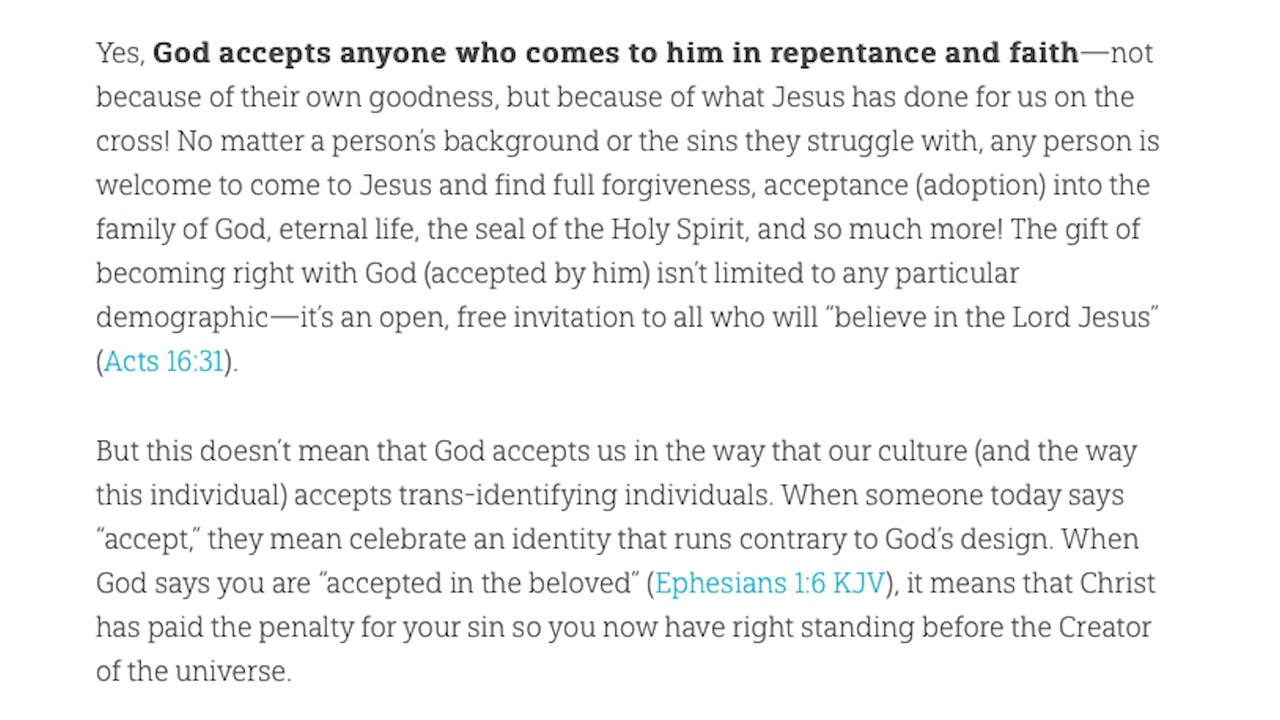 Yes, God accepts anyone who comes to him in repentance and faith—not
because of their own goodness, but because of what Jesus has done for us on the
cross! No matter a person's background or the sins they struggle with, any person is
welcome to come to Jesus and find full forgiveness, acceptance (adoption) into the
family of God, eternal life, the seal of the Holy Spirit, and so much more! The gift of
becoming right with God (accepted by him) isn't limited to any particular
demographic—it's an open, free invitation to all who will “believe in the Lord Jesus”
(Acts 16:31).
But this doesn't mean that God accepts us in the way that our culture (and the way
this individual) accepts trans-identifying individuals. When someone today says
“accept,” they mean celebrate an identity that runs contrary to God's design. When
God says you are “accepted in the beloved” (Ephesians 1:6 KJV), it means that Christ
has paid the penalty for your sin so you now have right standing before the Creator
of the universe.